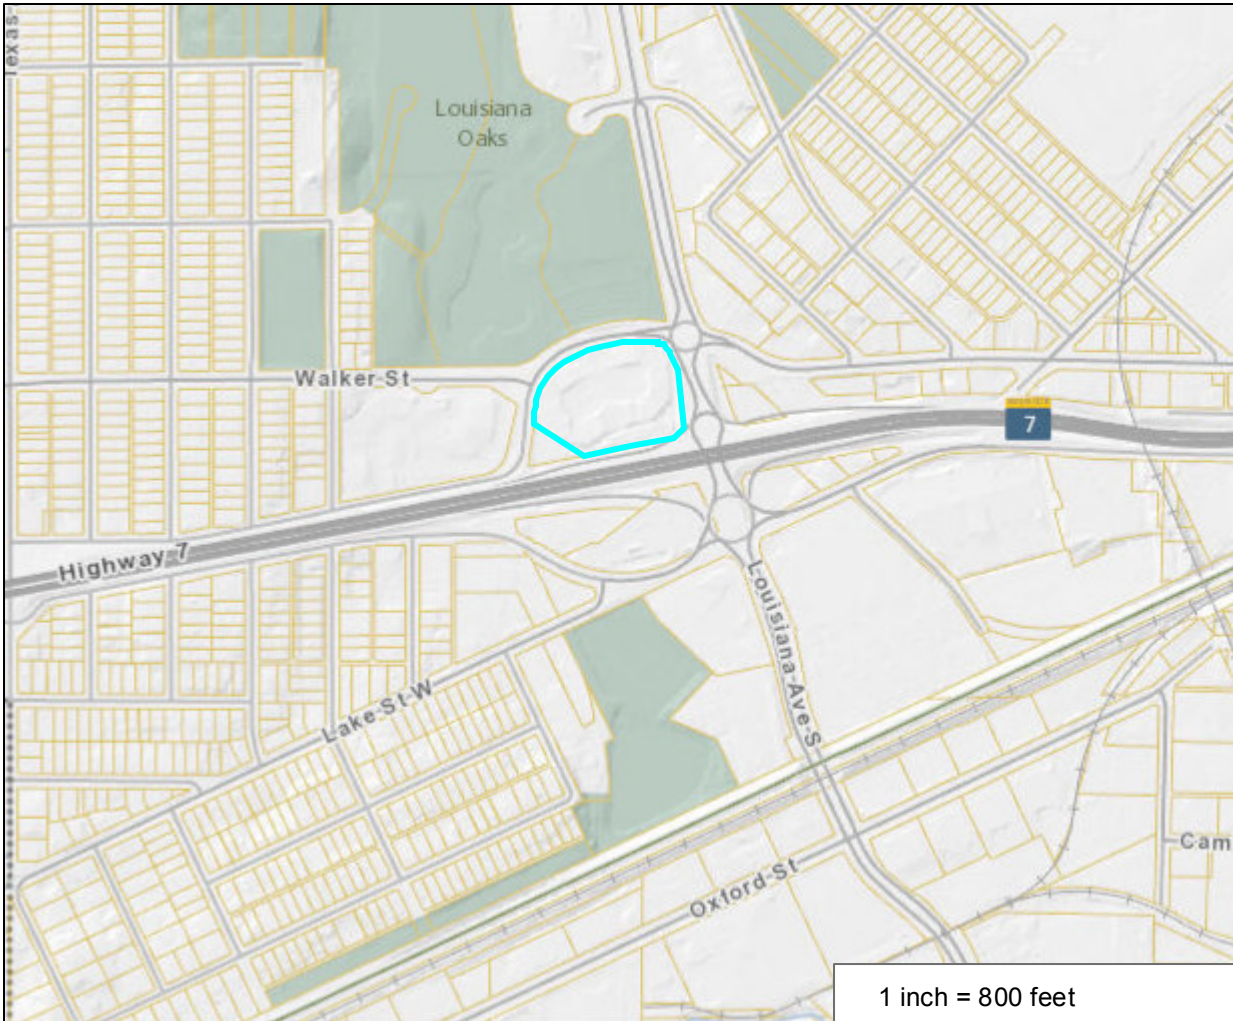 Texas
Louisiana
Oaks
Walker St
7
Highway 7
Louisiana Ave S
Lake St W
Cam
Oxford St
1 inch = 800 feet